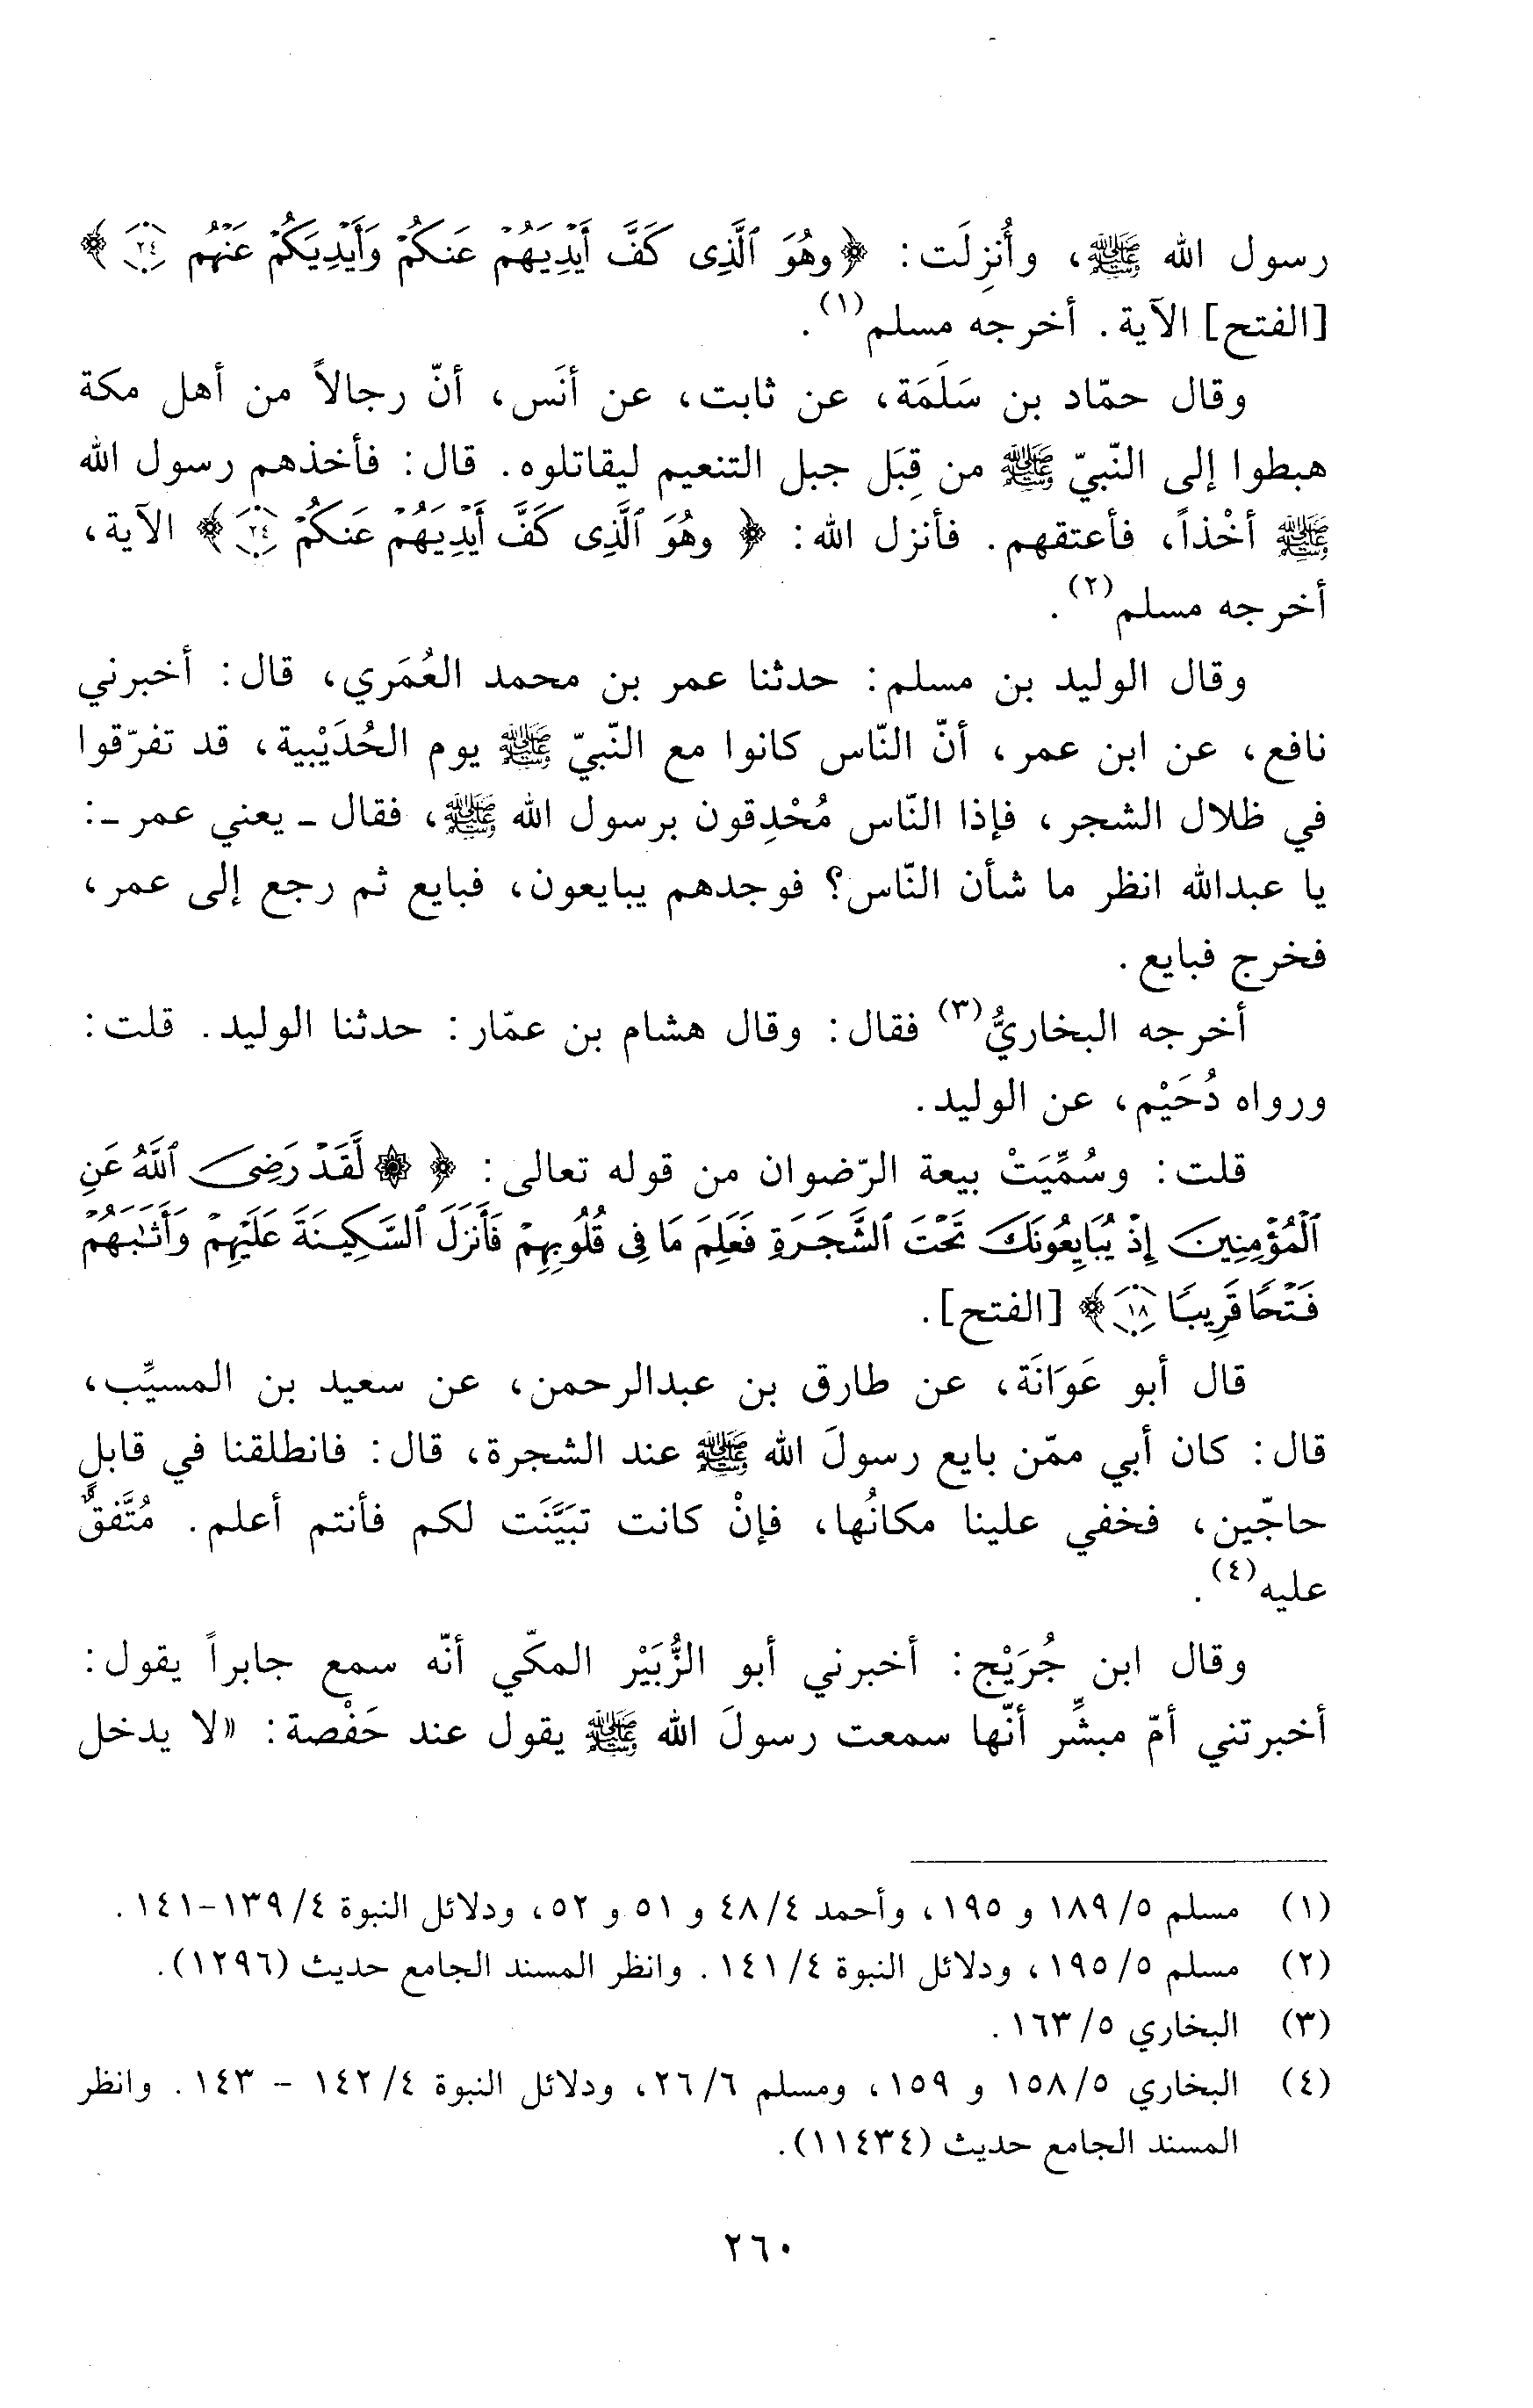 رسول الله ﷺ، وأُنزِلَت: ﴿وَهُوَ ٱلَّذِى كَفَّ أَيْدِيَهُمْ عَنكُمْ وَأَيْدِيَكُمْ عَنْهُم ٢٤﴾
[الفتح] الآية. أخرجه مسلم(١).
وقال حمّاد بن سَلَمَة، عن ثابت، عن أنَس، أنّ رجالاً من أهل مكة
هبطوا إلى النّبيّ ﷺ من قِبَل جبل التنعيم ليقاتلوه. قال: فأخذهم رسول الله
ﷺ أخْذاً، فأعتقهم. فأنزل الله: ﴿ وَهُوَ ٱلَّذِى كَفَّ أَيْدِيَهُمْ عَنكُمْ ٢٤﴾ الآية،
أخرجه مسلم(٢).
وقال الوليد بن مسلم: حدثنا عمر بن محمد العُمَري، قال: أخبرني
نافع، عن ابن عمر، أنّ النّاس كانوا مع النّبيّ ﷺ يوم الحُدَيْبية، قد تفرّقوا
في ظلال الشجر، فإذا النّاس مُحْدِقون برسول الله ﷺ، فقال ـ يعني عمر ـ:
يا عبدالله انظر ما شأن النّاس؟ فوجدهم يبايعون، فبايع ثم رجع إلى عمر،
فخرج فبايع.
أخرجه البخاريُّ(٣) فقال: وقال هشام بن عمّار: حدثنا الوليد. قلت:
ورواه دُحَيْم، عن الوليد.
قلت: وسُمِّيَتْ بيعة الرّضوان من قوله تعالى: ﴿ ۞ لَّقَدْ رَضِىَ ٱللَّهُ عَنِ
ٱلْمُؤْمِنِينَ إِذْ يُبَايِعُونَكَ تَحْتَ ٱلشَّجَرَةِ فَعَلِمَ مَا فِى قُلُوبِهِمْ فَأَنزَلَ ٱلسَّكِينَةَ عَلَيْهِمْ وَأَثَٰبَهُمْ
فَتْحًا قَرِيبًا ١٨﴾ [الفتح].
قال أبو عَوَانَة، عن طارق بن عبدالرحمن، عن سعيد بن المسيِّب،
قال: كان أبي ممّن بايع رسولَ الله ﷺ عند الشجرة، قال: فانطلقنا في قابلٍ
حاجّين، فخفي علينا مكانُها، فإنْ كانت تبَيَّنَت لكم فأنتم أعلم. مُتَّفقٌ
عليه(٤).
وقال ابن جُرَيْج: أخبرني أبو الزُّبَيْر المكّي أنّه سمع جابراً يقول:
أخبرتني أمّ مبشِّر أنّها سمعت رسولَ الله ﷺ يقول عند حَفْصة: «لا يدخل
(١) مسلم ٥/ ١٨٩ و ١٩٥، وأحمد ٤/ ٤٨ و ٥١ و ٥٢، ودلائل النبوة ٤/ ١٣٩-١٤١.
(٢) مسلم ٥/ ١٩٥، ودلائل النبوة ٤/ ١٤١. وانظر المسند الجامع حديث (١٢٩٦).
(٣) البخاري ٥/ ١٦٣.
(٤) البخاري ٥/ ١٥٨ و ١٥٩، ومسلم ٦/ ٢٦، ودلائل النبوة ٤/ ١٤٢ - ١٤٣. وانظر
المسند الجامع حديث (١١٤٣٤).
٢٦٠